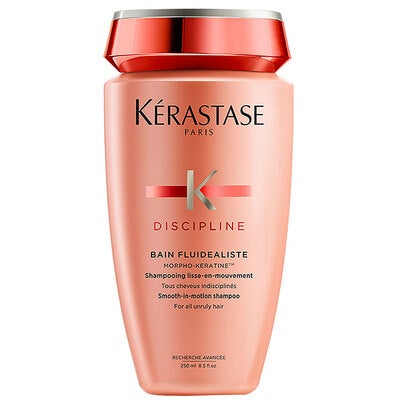 KÉRASTASE
PARIS
K
DISCIPLINE
BAIN FLUIDEALISTE
MORPHO-KERATINE™
Shampooing lisse-en-mouvement
Tous cheveux indisciplinés
Smooth-in-motion shampoo
For all unruly hair
RECHERCHE AVANCÉE
250 ml 8.5 fl.oz.